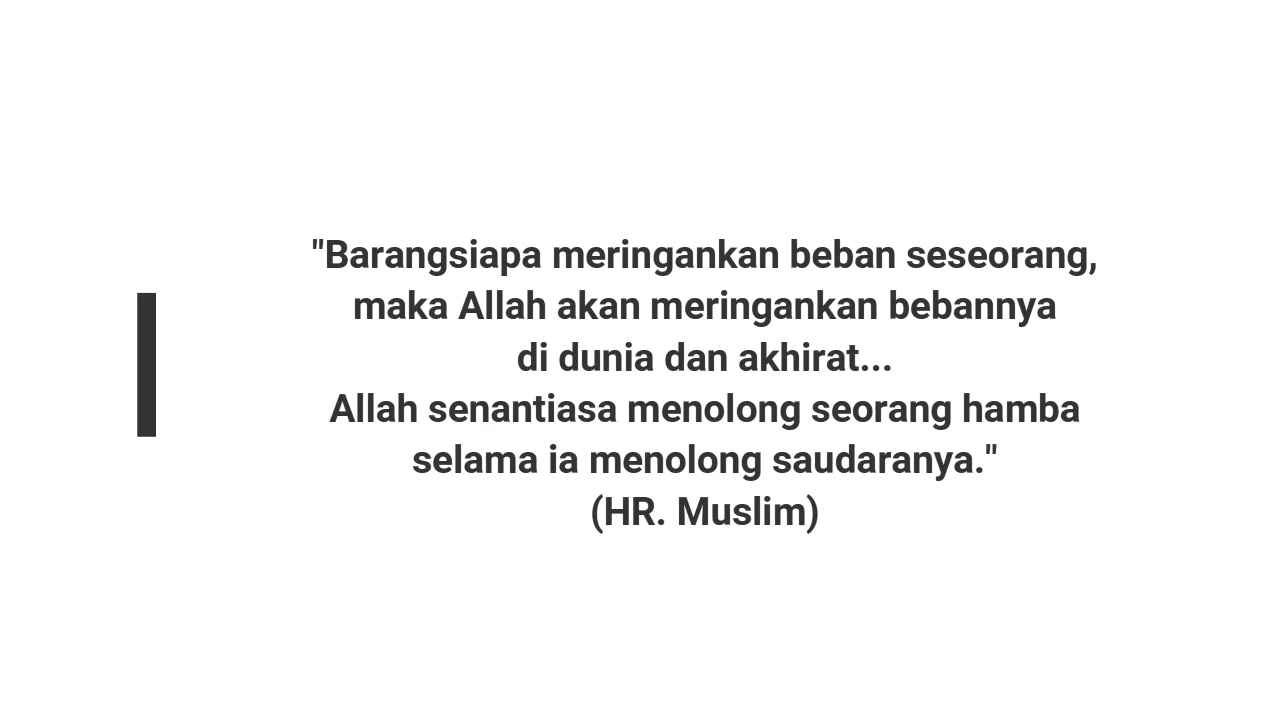 "Barangsiapa meringankan beban seseorang,
maka Allah akan meringankan bebannya
di dunia dan akhirat...
Allah senantiasa menolong seorang hamba
selama ia menolong saudaranya."
(HR. Muslim)